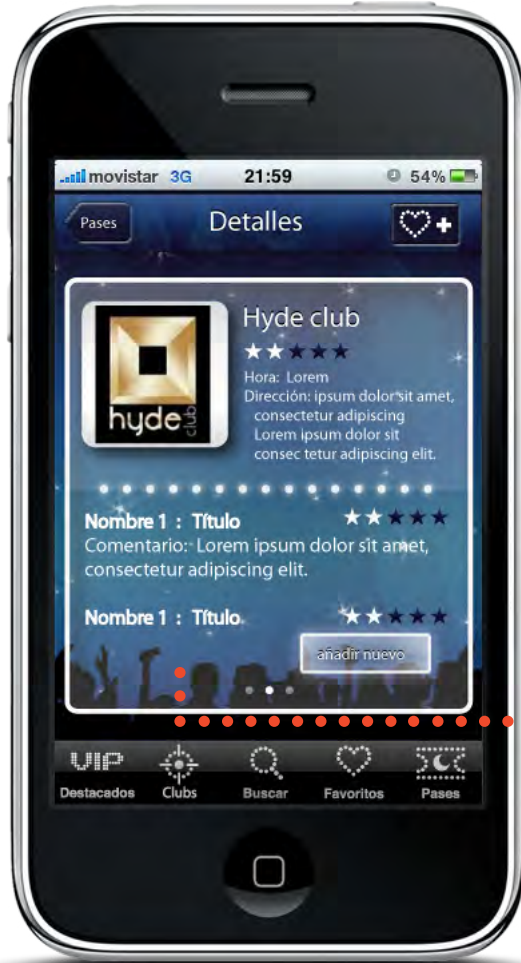 movistar 3G 21:59 54%
Pases Detalles
hyde club
Hyde club
Hora: Lorem
Dirección: ipsum dolor sit amet,
consectetur adipiscing
Lorem ipsum dolor sit
consec tetur adipiscing elit.
Nombre 1 : Título
Comentario: Lorem ipsum dolor sit amet,
consectetur adipiscing elit.
Nombre 1 : Título
añadir nuevo
VIP
Destacados Clubs Buscar Favoritos Pases